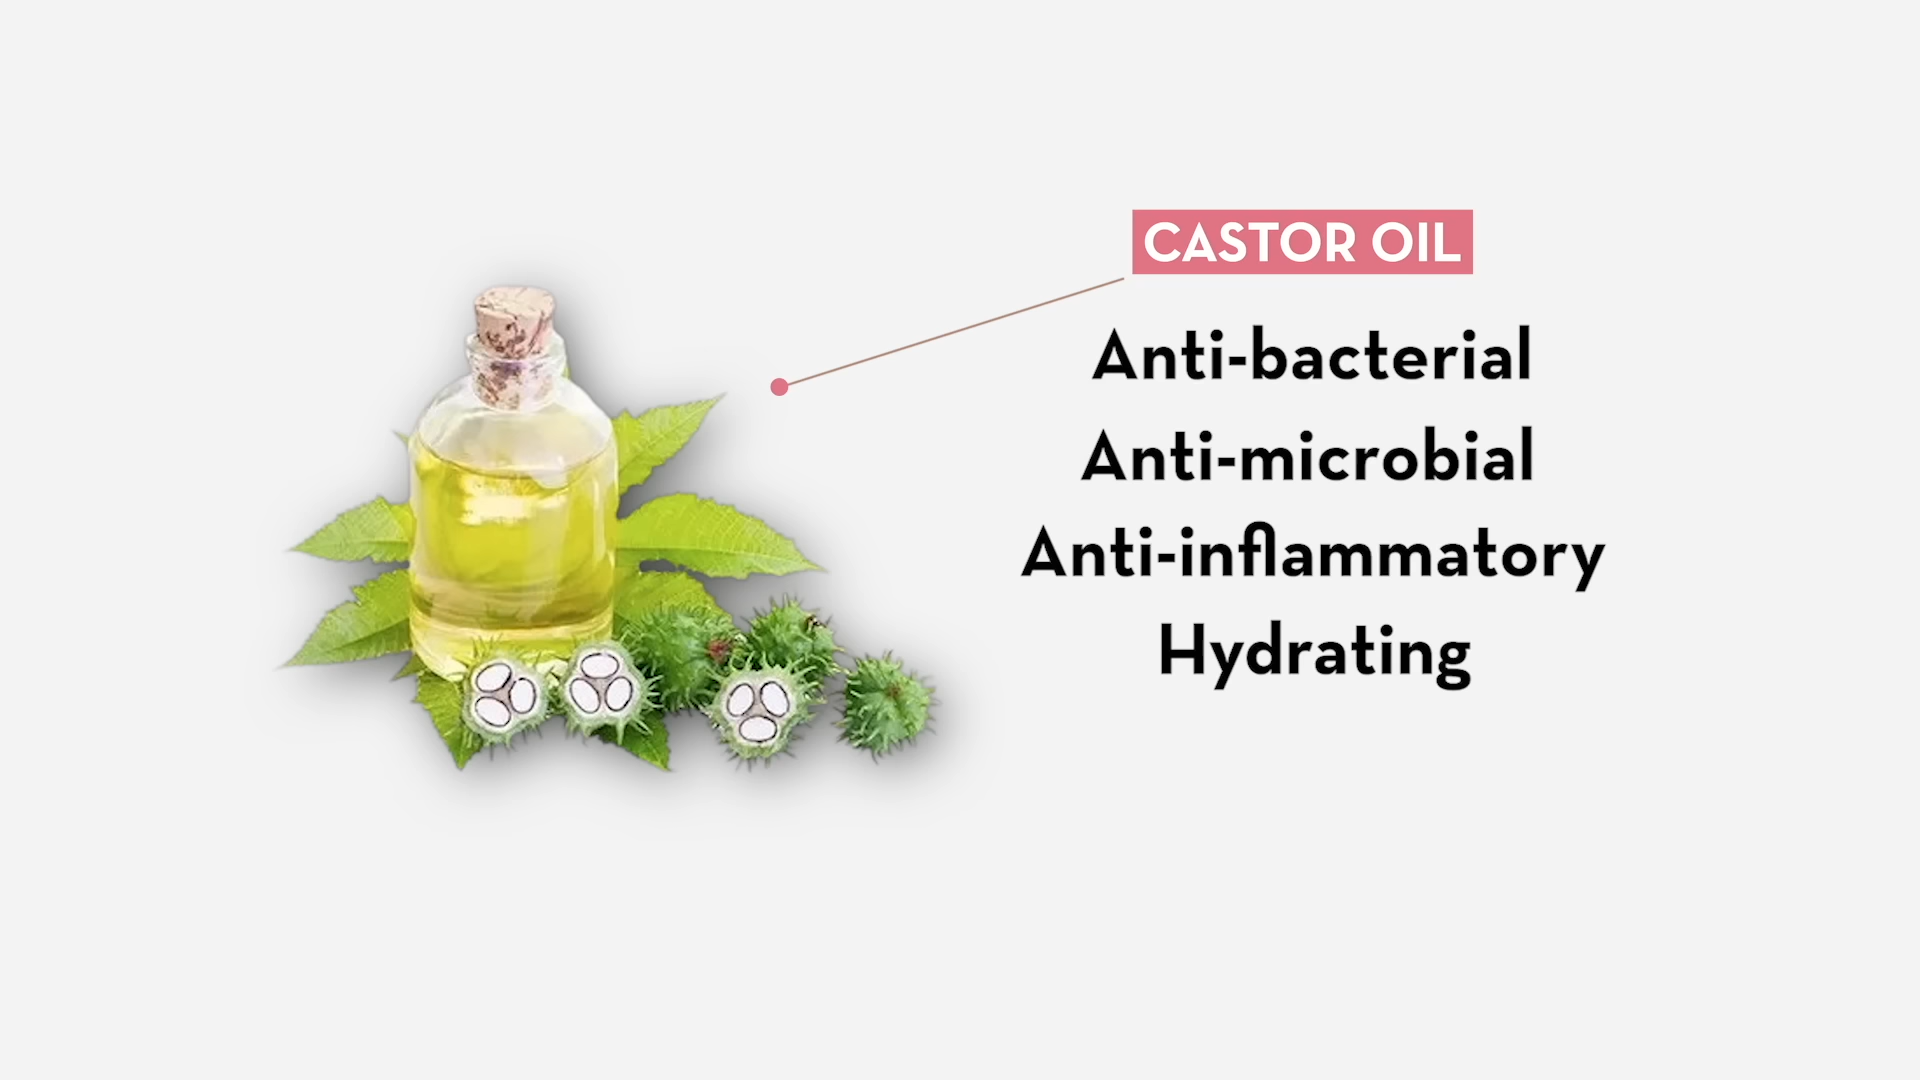 CASTOR OIL
Anti-bacterial
Anti-microbial
Anti-inflammatory
Hydrating